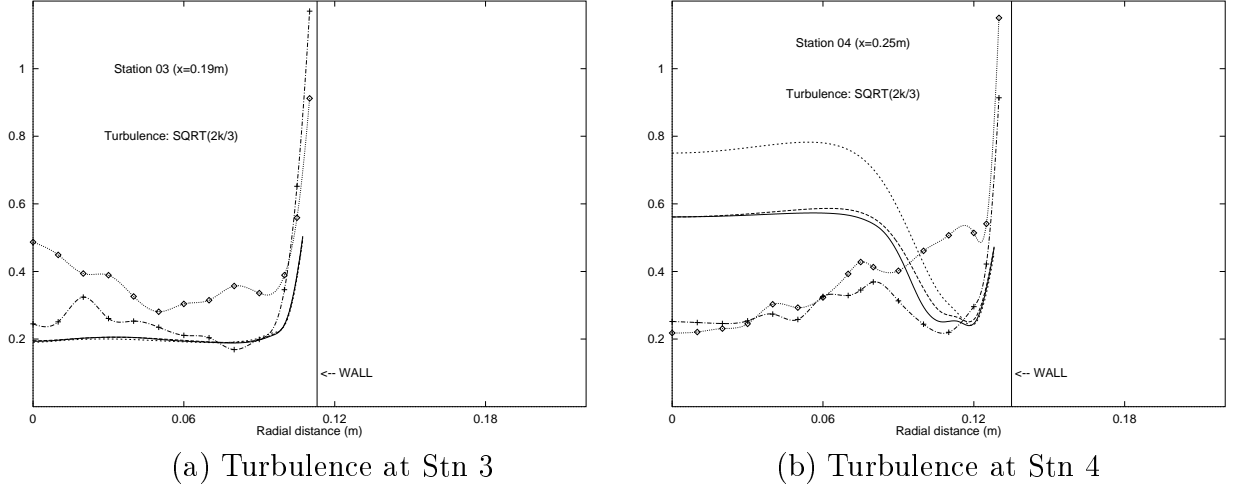 1
0.8
0.6
0.4
0.2
Station 03 (x=0.19m)
Turbulence: SQRT(2k/3)
<-- WALL
0 0.06 0.12 0.18
Radial distance (m)
(a) Turbulence at Stn 3
1
0.8
0.6
0.4
0.2
Station 04 (x=0.25m)
Turbulence: SQRT(2k/3)
<-- WALL
0 0.06 0.12 0.18
Radial distance (m)
(b) Turbulence at Stn 4